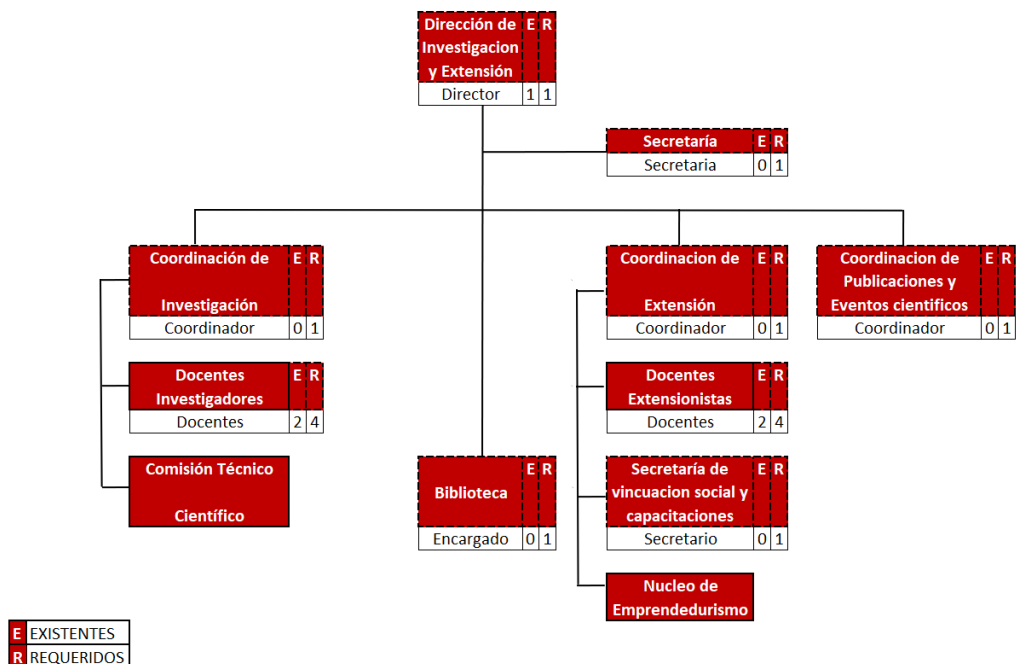 Dirección de E R
Investigacion
y Extensión
Director 1 1
Secretaría E R
Secretaria 0 1
Coordinación de E R
Investigación
Coordinador 0 1
Docentes E R
Investigadores
Docentes 2 4
Comisión Técnico
Científico
Biblioteca E R
Encargado 0 1
Coordinacion de E R
Extensión
Coordinador 0 1
Docentes E R
Extensionistas
Docentes 2 4
Secretaría de E R
vincuacion social y
capacitaciones
Secretario 0 1
Nucleo de
Emprendedurismo
Coordinacion de E R
Publicaciones y
Eventos cientificos
Coordinador 0 1
E EXISTENTES
R REQUERIDOS